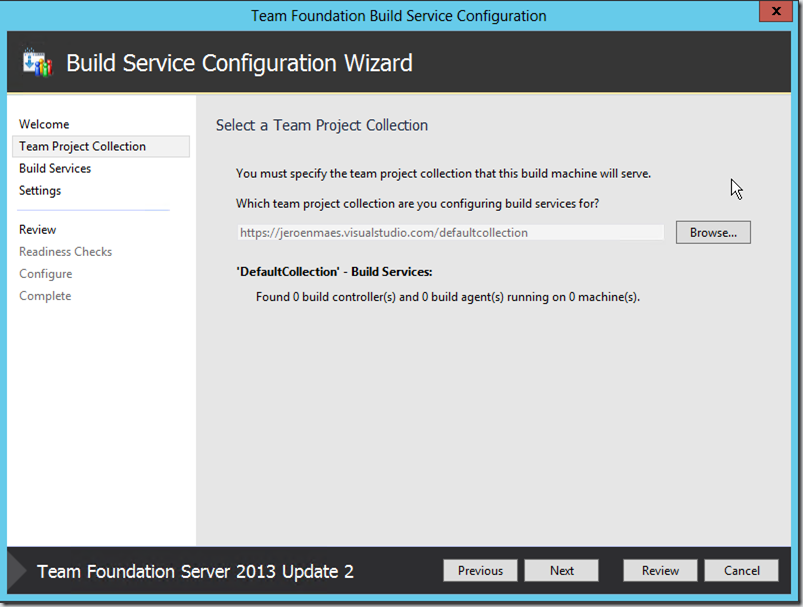 Team Foundation Build Service Configuration
x
Build Service Configuration Wizard
Welcome
Team Project Collection
Build Services
Settings
Review
Readiness Checks
Configure
Complete
Select a Team Project Collection
You must specify the team project collection that this build machine will serve.
Which team project collection are you configuring build services for?
https://jeroenmaes.visualstudio.com/defaultcollection
Browse...
'DefaultCollection' - Build Services:
Found 0 build controller(s) and 0 build agent(s) running on 0 machine(s).
Team Foundation Server 2013 Update 2
Previous
Next
Review
Cancel